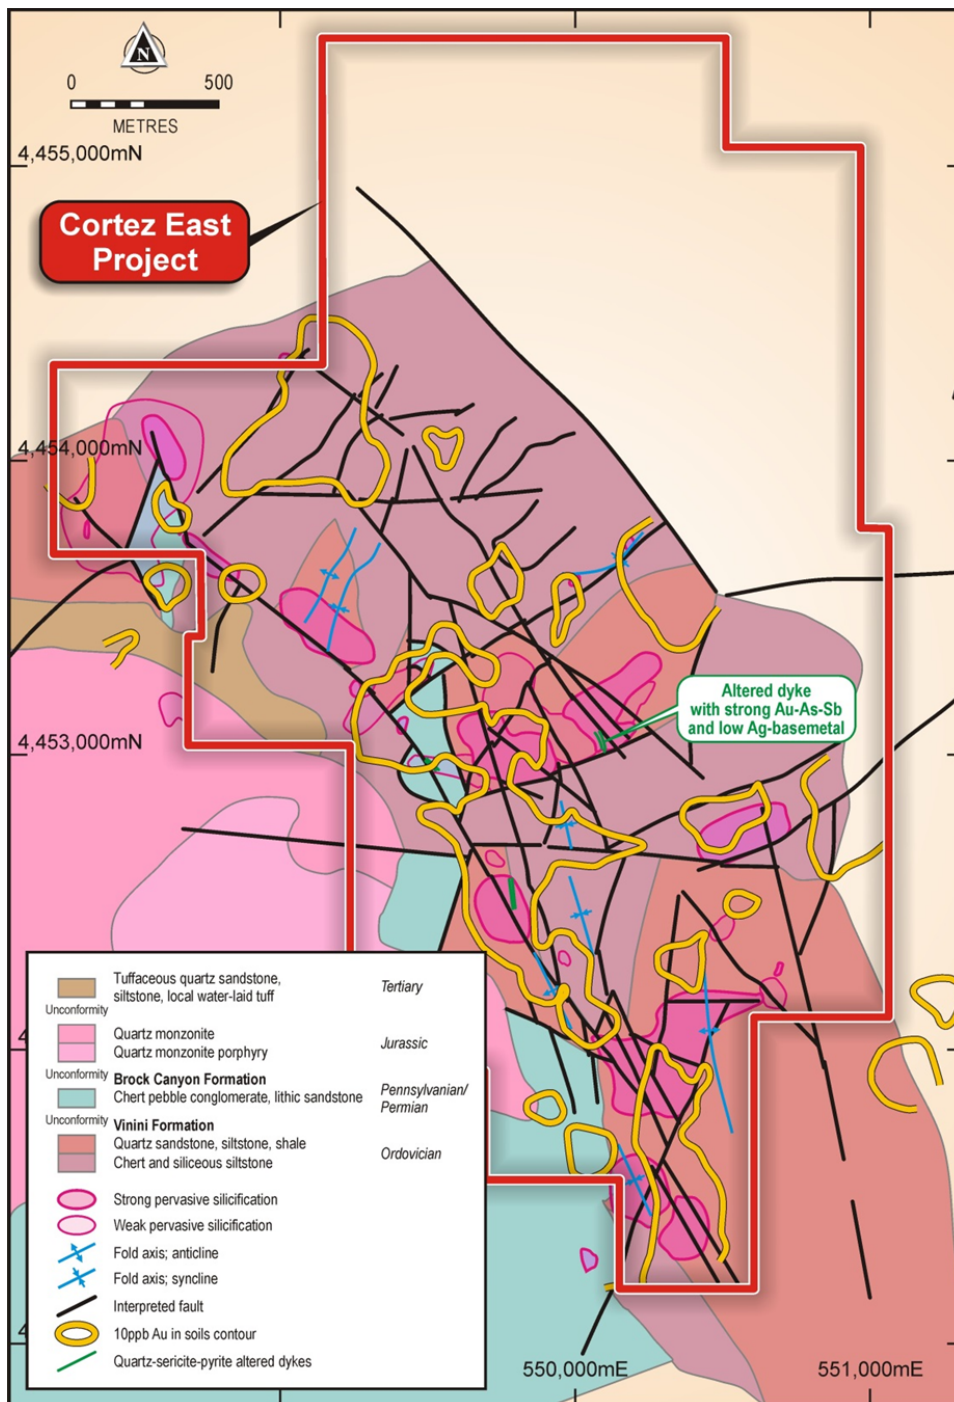 N
0 500
METRES
4,455,000mN
Cortez East
Project
4,454,000mN
Altered dyke
with strong Au-As-Sb
and low Ag-basemetal
4,453,000mN
Tuffaceous quartz sandstone,
siltstone, local water-laid tuff
Tertiary
Unconformity
Quartz monzonite
Quartz monzonite porphyry
Jurassic
Unconformity
Brock Canyon Formation
Chert pebble conglomerate, lithic sandstone
Pennsylvanian/
Permian
Unconformity
Vinini Formation
Quartz sandstone, siltstone, shale
Chert and siliceous siltstone
Ordovician
Strong pervasive silicification
Weak pervasive silicification
Fold axis; anticline
Fold axis; syncline
Interpreted fault
10ppb Au in soils contour
Quartz-sericite-pyrite altered dykes
550,000mE
551,000mE